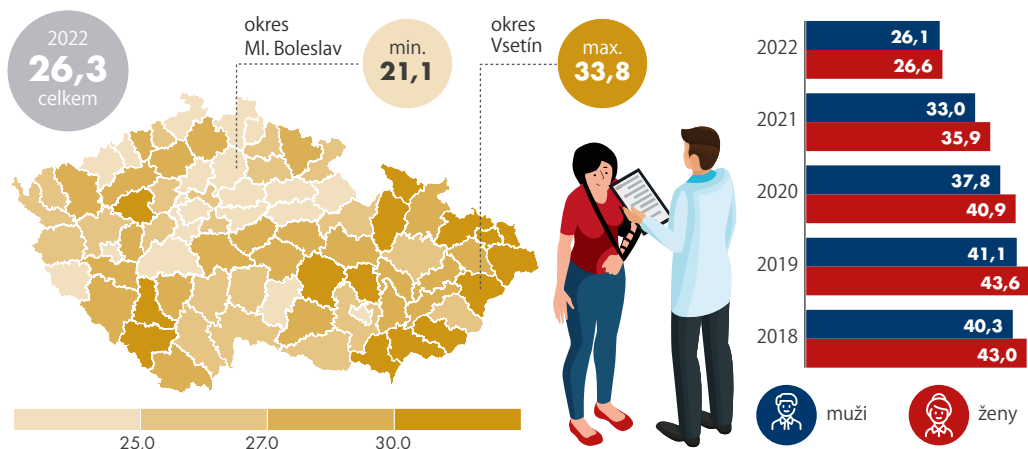 2022
26,3
celkem
okres
Ml. Boleslav
min.
21,1
okres
Vsetín
max.
33,8
25.0
27.0
30.0
2022
26,1
26,6
2021
33,0
35,9
2020
37,8
40,9
2019
41,1
43,6
2018
40,3
43,0
muži
ženy